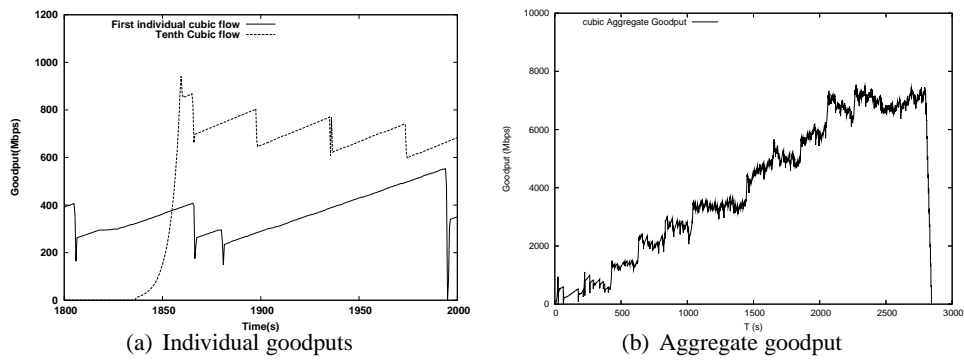 1200
1000
800
600
400
200
0
Goodput(Mbps)
First individual cubic flow
Tenth Cubic flow
1800
1850
1900
1950
2000
Time(s)
(a) Individual goodputs
10000
8000
6000
4000
2000
0
Goodput (Mbps)
cubic Aggregate Goodput
0
500
1000
1500
2000
2500
3000
T (s)
(b) Aggregate goodput